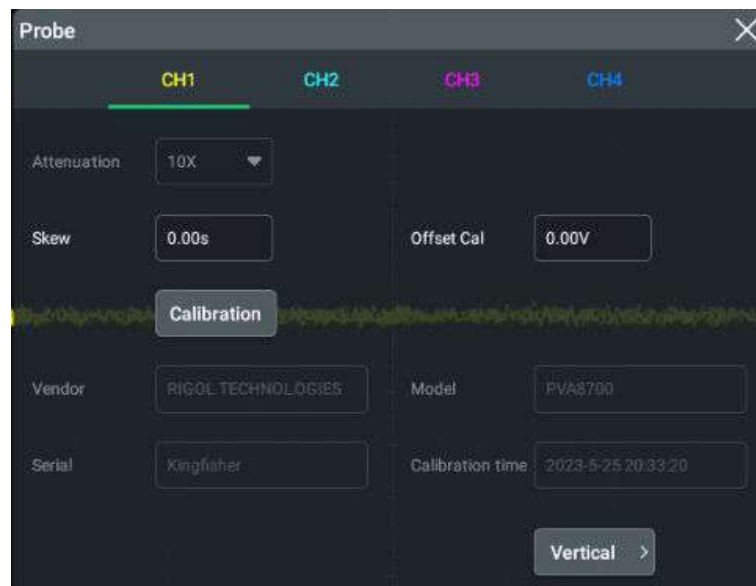 Probe
CH1 CH2 CH3 CH4
Attenuation 10X
Skew 0.00s Offset Cal 0.00V
Calibration
Vendor RIGOL TECHNOLOGIES Model PVA8700
Serial Kingfisher Calibration time 2023-5-25 20:33:20
Vertical >